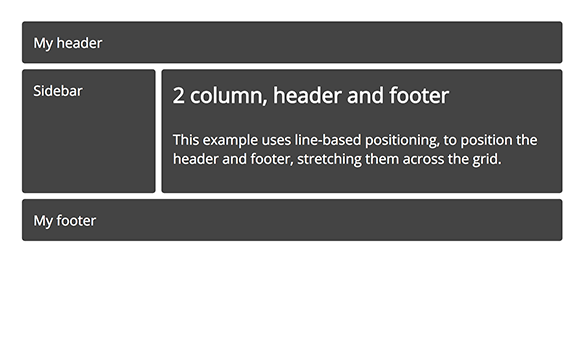 My header
Sidebar
2 column, header and footer
This example uses line-based positioning, to position the
header and footer, stretching them across the grid.
My footer